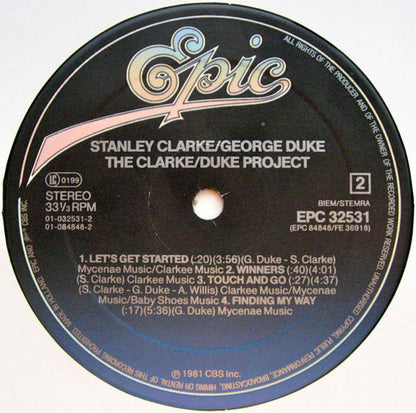 Epic
STANLEY CLARKE/GEORGE DUKE
THE CLARKE/DUKE PROJECT
LC 0199
STEREO
33⅓ RPM
01-032531-2
01-084848-2
2
BIEM/STEMRA
EPC 32531
(EPC 84848/FE 36918)
1. LET'S GET STARTED (:20)(3:56)(G. Duke - S. Clarke)
Mycenae Music/Clarkee Music 2. WINNERS (:40)(4:01)
(S. Clarke) Clarkee Music 3. TOUCH AND GO (:27)(4:37)
(S. Clarke - G. Duke - A. Willis) Clarkee Music/Mycenae
Music/Baby Shoes Music 4. FINDING MY WAY
(:17)(5:36)(G. Duke) Mycenae Music
℗ 1981 CBS Inc.
ALL RIGHTS OF THE PRODUCER AND OF THE OWNER OF THE RECORDED WORK RESERVED. UNAUTHORISED COPYING, PUBLIC PERFORMANCE, BROADCASTING, HIRING OR RENTAL OF THIS RECORDING PROHIBITED. MADE IN HOLLAND.